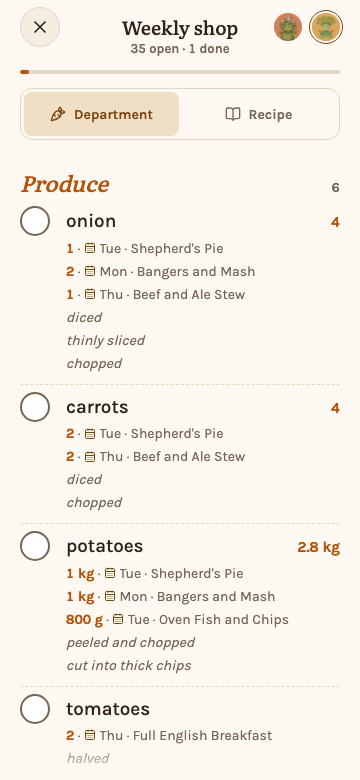 Weekly shop
35 open · 1 done
Department
Recipe
Produce 6
onion 4
1 · Tue · Shepherd's Pie
2 · Mon · Bangers and Mash
1 · Thu · Beef and Ale Stew
diced
thinly sliced
chopped
carrots 4
2 · Tue · Shepherd's Pie
2 · Thu · Beef and Ale Stew
diced
chopped
potatoes 2.8 kg
1 kg · Tue · Shepherd's Pie
1 kg · Mon · Bangers and Mash
800 g · Tue · Oven Fish and Chips
peeled and chopped
cut into thick chips
tomatoes
2 · Thu · Full English Breakfast
halved